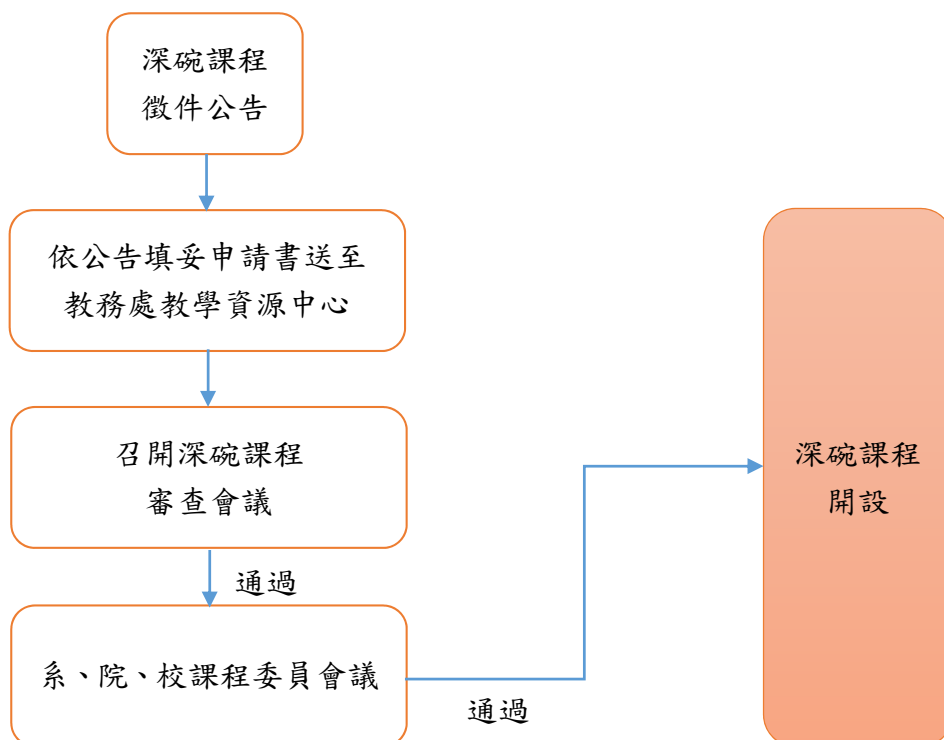 深碗課程
徵件公告
依公告填妥申請書送至
教務處教學資源中心
召開深碗課程
審查會議
通過
系、院、校課程委員會議
通過
深碗課程
開設